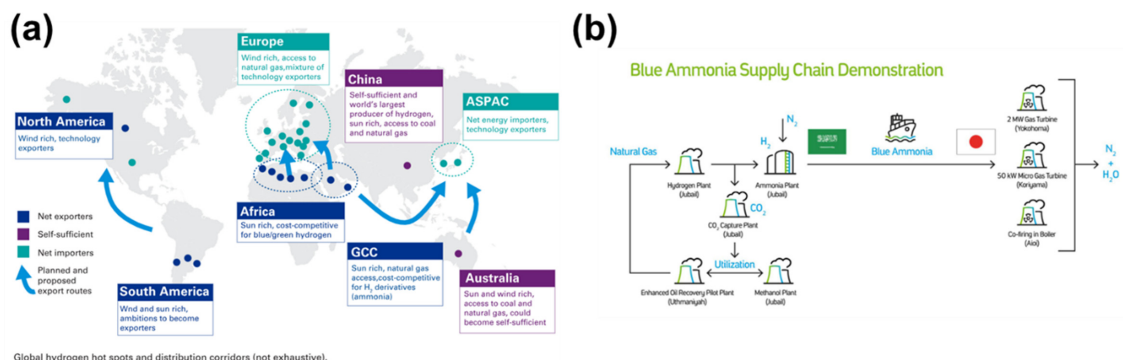 (a)
Europe
Wind rich, access to
natural gas,mixture of
technology exporters
China
Self-sufficient and
world's largest
producer of hydrogen,
sun rich, access to coal
and natural gas
ASPAC
Net energy importers,
technology exporters
North America
Wind rich, technology
exporters
Net exporters
Self-sufficient
Net importers
Planned and
proposed
export routes
Africa
Sun rich, cost-competitive
for blue/green hydrogen
GCC
Sun rich, natural gas
access,cost-competitive
for H₂ derivatives
(ammonia)
Australia
Sun and wind rich,
access to coal and
natural gas, could
become self-sufficient
South America
Wnd and sun rich,
ambitions to become
exporters
Global hydrogen hot spots and distribution corridors (not exhaustive).
(b)
Blue Ammonia Supply Chain Demonstration
Natural Gas
Hydrogen Plant
(Jubail)
N₂
H₂
Ammonia Plant
(Jubail)
CO₂
CO₂ Capture Plant
(Jubail)
Utilization
Enhanced Oil Recovery Pilot Plant
(Uthmaniyah)
Methanol Plant
(Jubail)
Blue Ammonia
2 MW Gas Turbine
(Yokohoma)
50 kW Micro Gas Turbine
(Koriyama)
Co-firing in Boiler
(Aioi)
N₂
+
H₂O